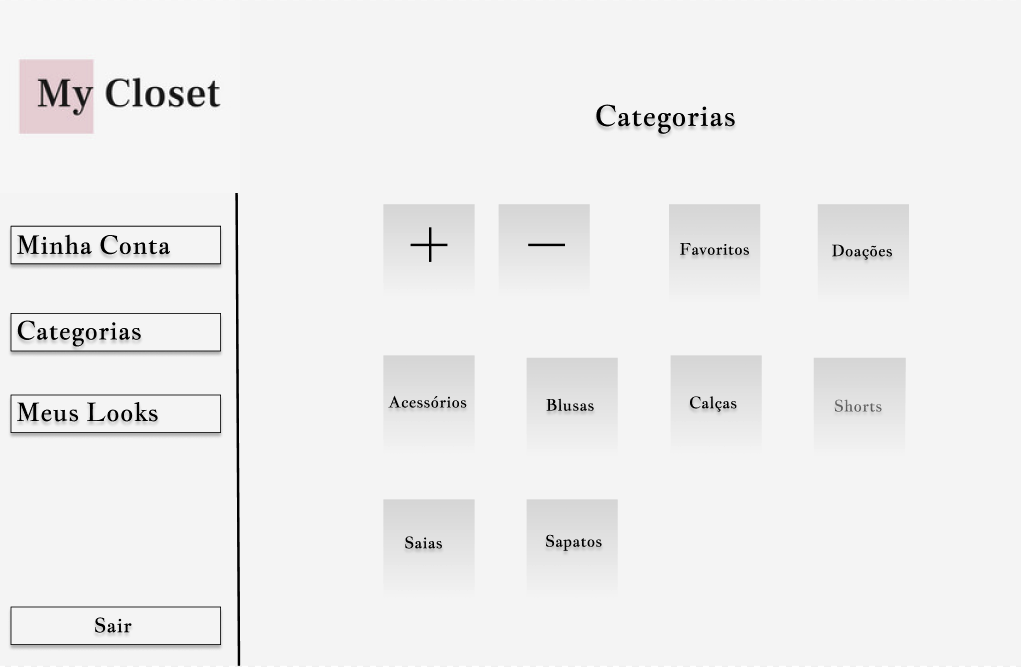 My Closet
Categorias
Minha Conta
Categorias
Meus Looks
Sair
+
—
Favoritos
Doações
Acessórios
Blusas
Calças
Shorts
Saias
Sapatos